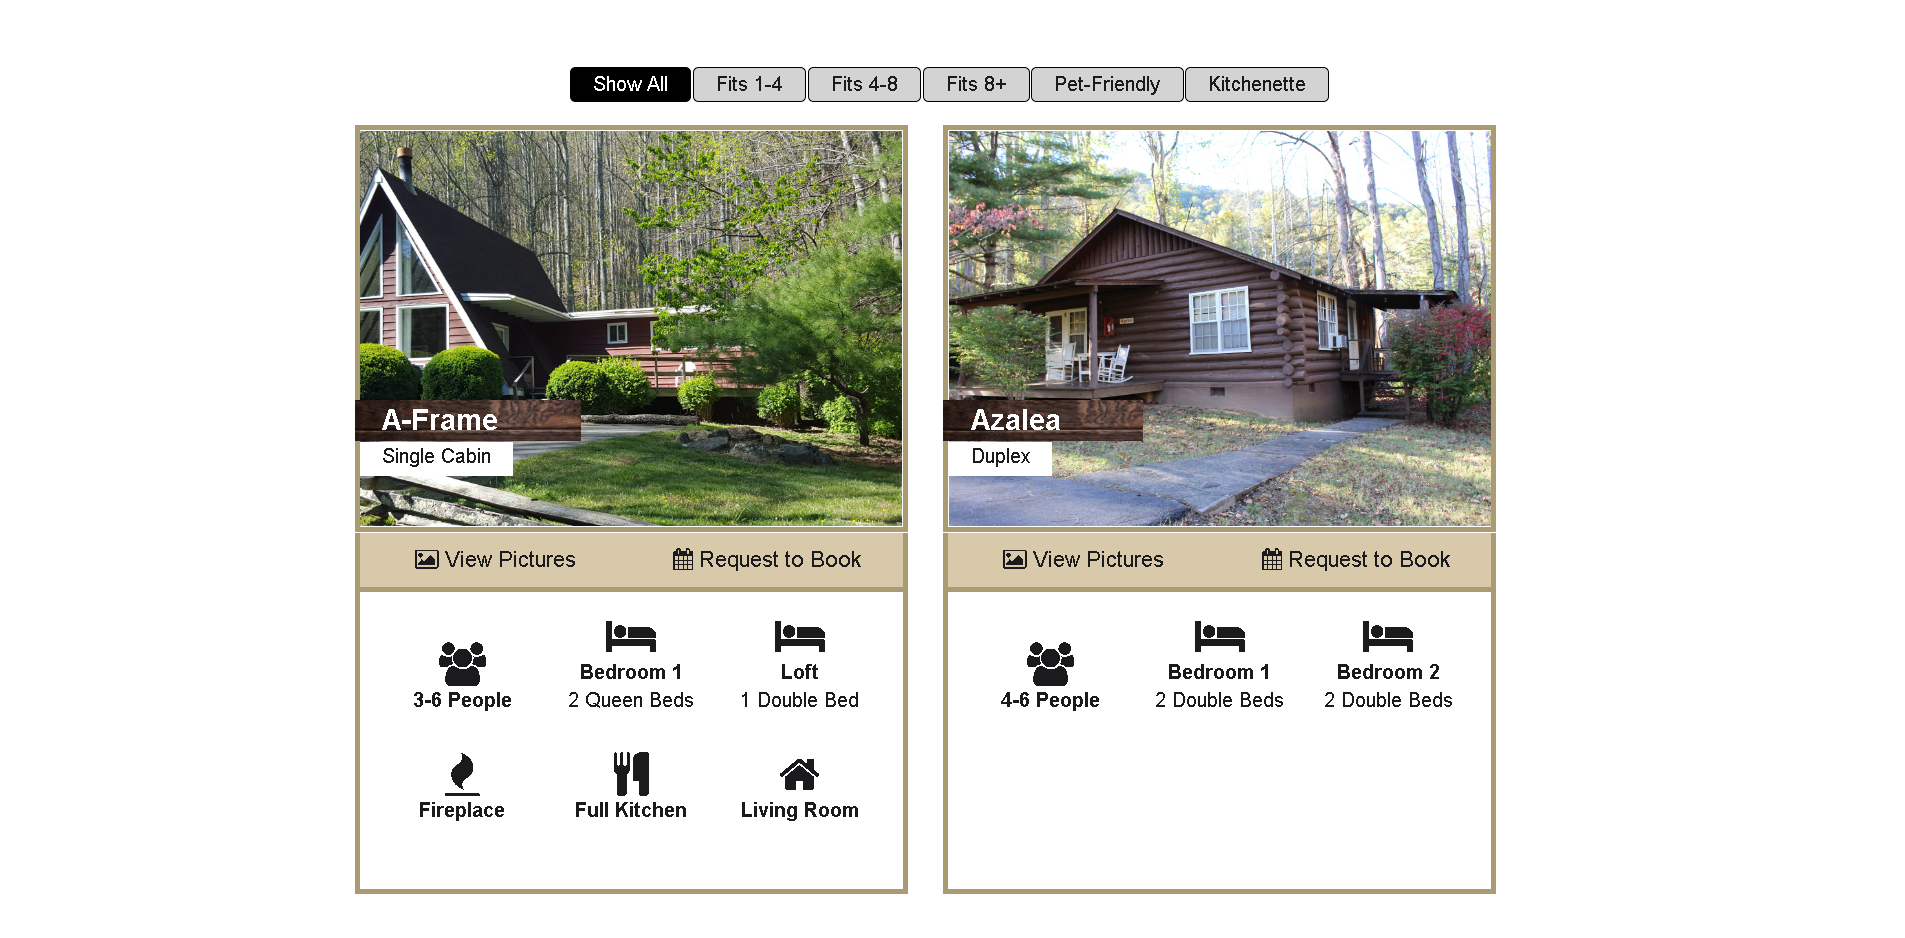 Show All
Fits 1-4
Fits 4-8
Fits 8+
Pet-Friendly
Kitchenette
A-Frame
Single Cabin
View Pictures
Request to Book
3-6 People
Bedroom 1
2 Queen Beds
Loft
1 Double Bed
Fireplace
Full Kitchen
Living Room
Azalea
Duplex
View Pictures
Request to Book
4-6 People
Bedroom 1
2 Double Beds
Bedroom 2
2 Double Beds